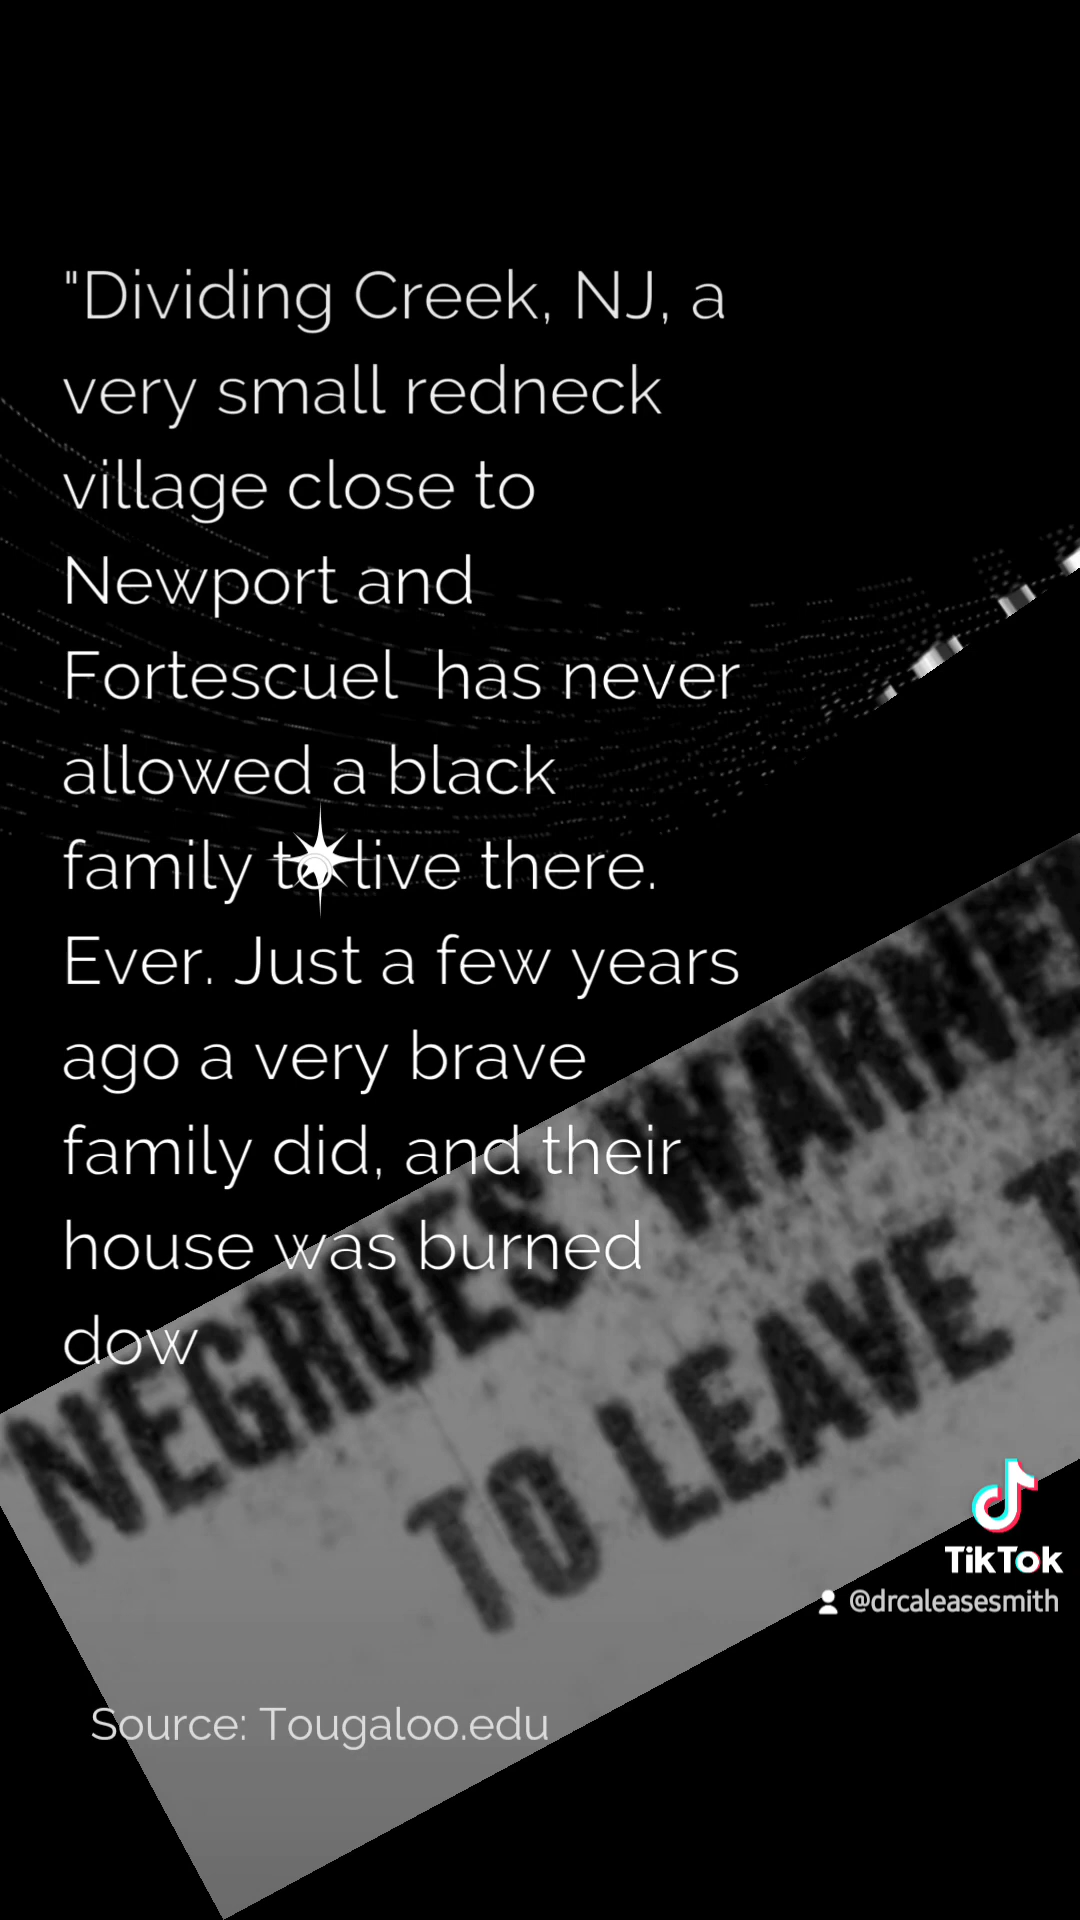 "Dividing Creek, NJ, a
very small redneck
village close to
Newport and
Fortescuel has never
allowed a black
family to live there.
Ever. Just a few years
ago a very brave
family did, and their
house was burned
dow
NEGROES WARNE
TO LEAVE T
TikTok
@drcaleasesmith
Source: Tougaloo.edu